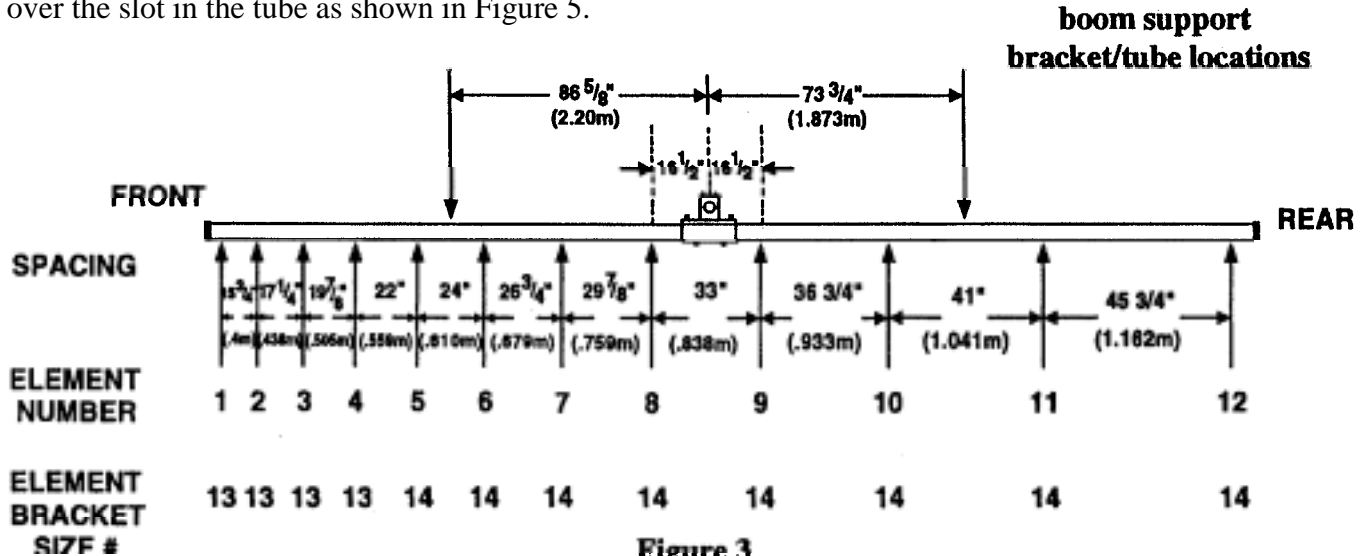 over the slot in the tube as shown in Figure 5.
boom support
bracket/tube locations
86 5/8" 73 3/4"
(2.20m) (1.873m)
16 1/2" 16 1/2"
FRONT
REAR
SPACING
15 3/4" 17 1/4" 19 7/8" 22" 24" 26 3/4" 29 7/8" 33" 36 3/4" 41" 45 3/4"
(.4m) (.438m) (.505m) (.559m) (.610m) (.679m) (.759m) (.838m) (.933m) (1.041m) (1.162m)
ELEMENT
NUMBER
1 2 3 4 5 6 7 8 9 10 11 12
ELEMENT
BRACKET
SIZE #
13 13 13 13 14 14 14 14 14 14 14 14
Figure 3